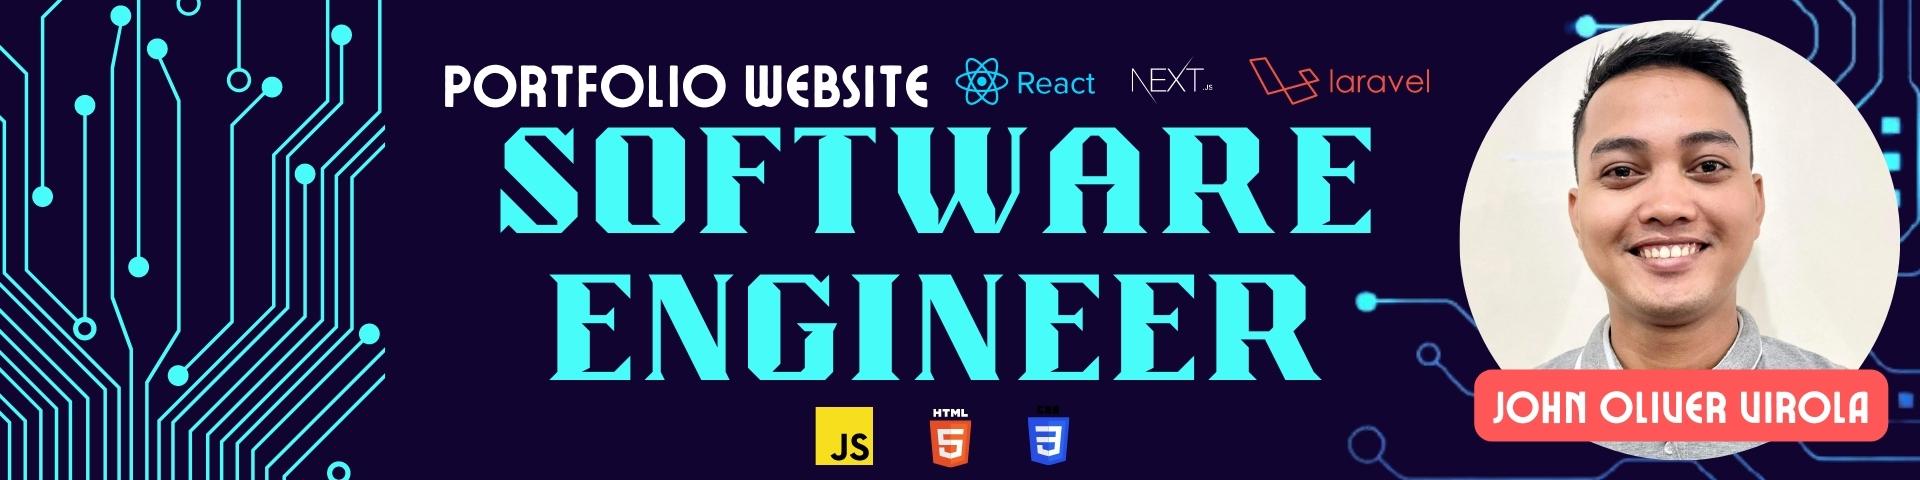 PORTFOLIO WEBSITE
React
NEXT.JS
laravel
SOFTWARE
ENGINEER
JS
HTML
5
CSS
3
JOHN OLIVER VIROLA